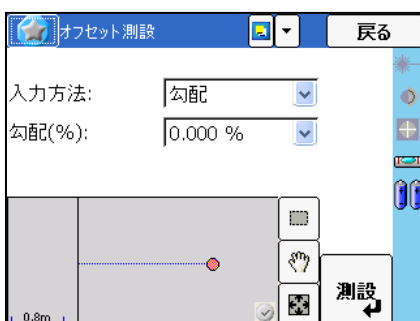 オフセット測設
戻る
入力方法:
勾配
勾配(%):
0.000 %
測設
0.8m